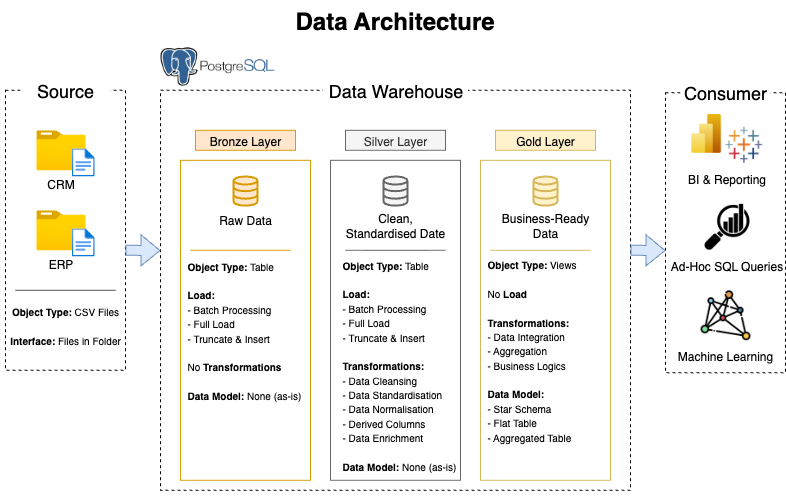 Data Architecture
PostgreSQL
Source
CRM
ERP
Object Type: CSV Files
Interface: Files in Folder
Data Warehouse
Bronze Layer
Raw Data
Object Type: Table
Load:
- Batch Processing
- Full Load
- Truncate & Insert
No Transformations
Data Model: None (as-is)
Silver Layer
Clean,
Standardised Date
Object Type: Table
Load:
- Batch Processing
- Full Load
- Truncate & Insert
Transformations:
- Data Cleansing
- Data Standardisation
- Data Normalisation
- Derived Columns
- Data Enrichment
Data Model: None (as-is)
Gold Layer
Business-Ready
Data
Object Type: Views
No Load
Transformations:
- Data Integration
- Aggregation
- Business Logics
Data Model:
- Star Schema
- Flat Table
- Aggregated Table
Consumer
BI & Reporting
Ad-Hoc SQL Queries
Machine Learning